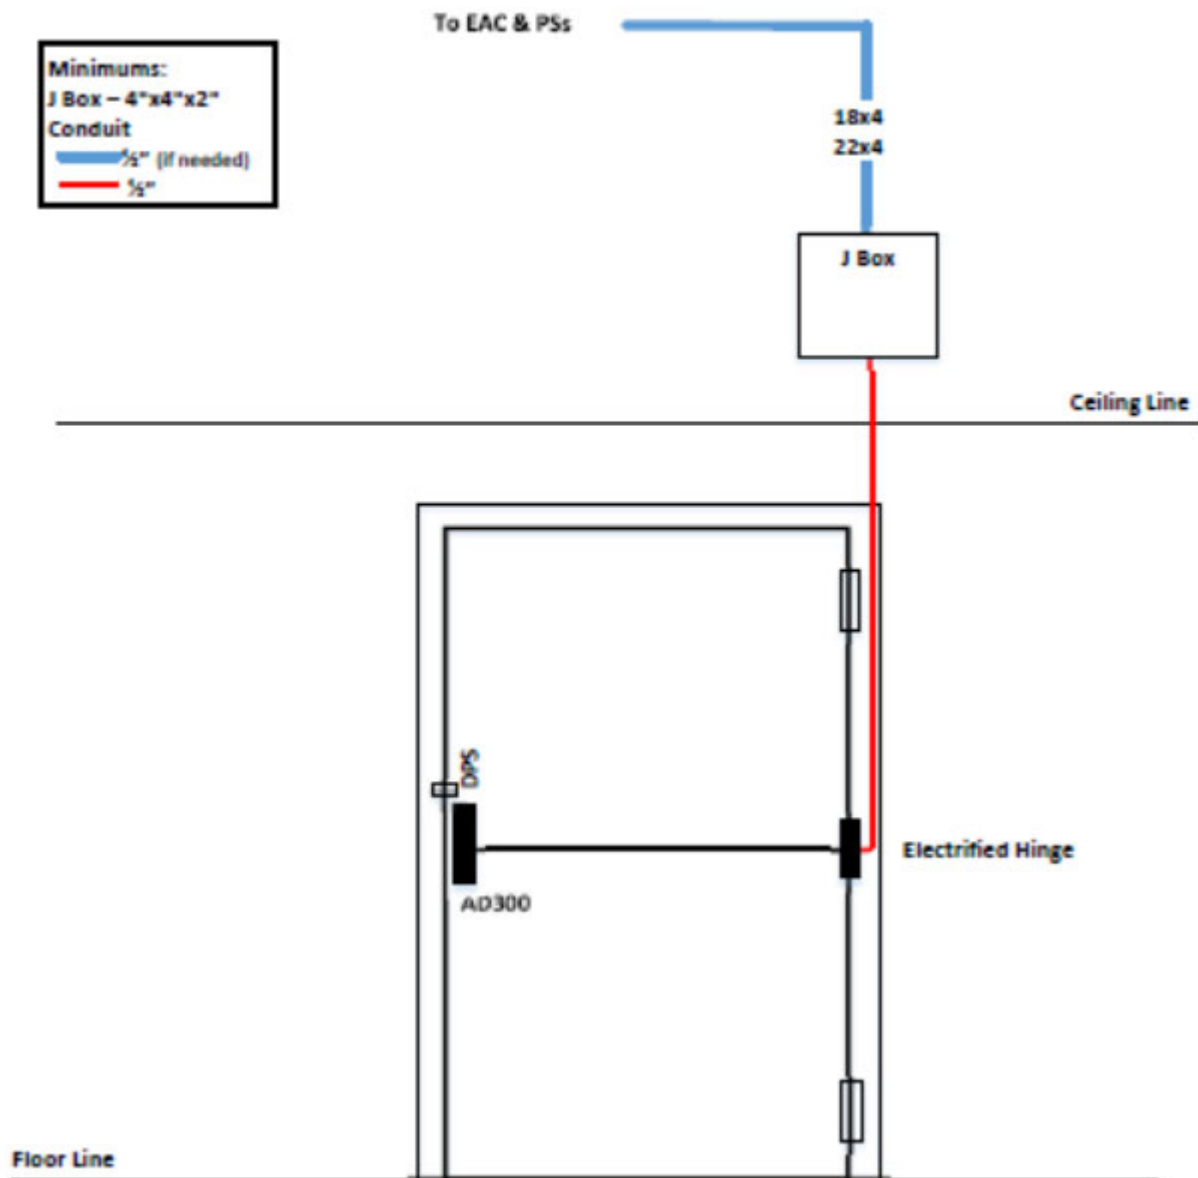 To EAC & PSs
Minimums:
J Box – 4"x4"x2"
Conduit
½" (if needed)
½"
18x4
22x4
J Box
Ceiling Line
DPS
Electrified Hinge
AD300
Floor Line